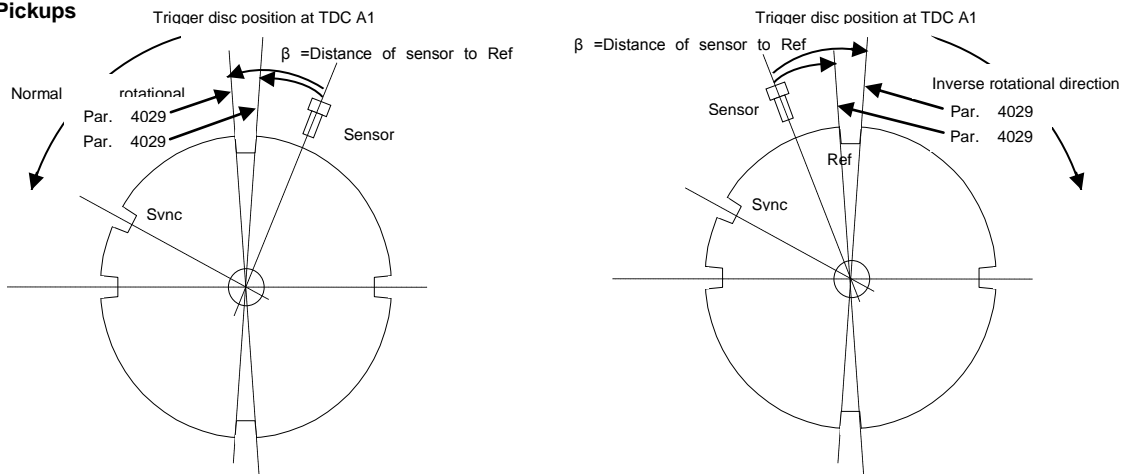 Pickups
Trigger disc position at TDC A1
β =Distance of sensor to Ref
Normal rotational
Par. 4029
Par. 4029
Sensor
Sync
Trigger disc position at TDC A1
β =Distance of sensor to Ref
Inverse rotational direction
Sensor
Par. 4029
Par. 4029
Ref
Sync